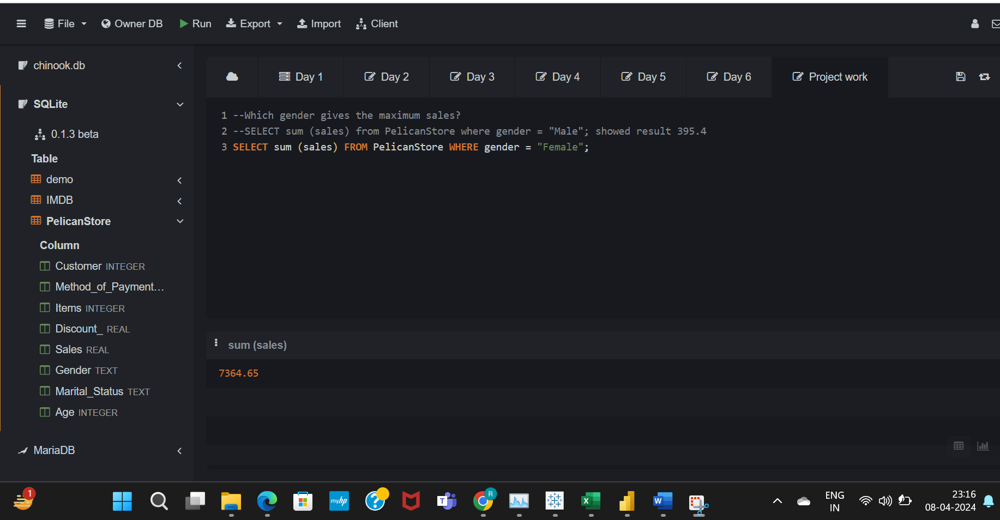 File Owner DB Run Export Import Client
chinook.db
SQLite
0.1.3 beta
Table
demo
IMDB
PelicanStore
Column
Customer INTEGER
Method_of_Payment...
Items INTEGER
Discount_ REAL
Sales REAL
Gender TEXT
Marital_Status TEXT
Age INTEGER
MariaDB
Day 1 Day 2 Day 3 Day 4 Day 5 Day 6 Project work
1 --Which gender gives the maximum sales?
2 --SELECT sum (sales) from PelicanStore where gender = "Male"; showed result 395.4
3 SELECT sum (sales) FROM PelicanStore WHERE gender = "Female";
sum (sales)
7364.65
1
myhp
?
T
R
X
W
ENG
IN
23:16
08-04-2024